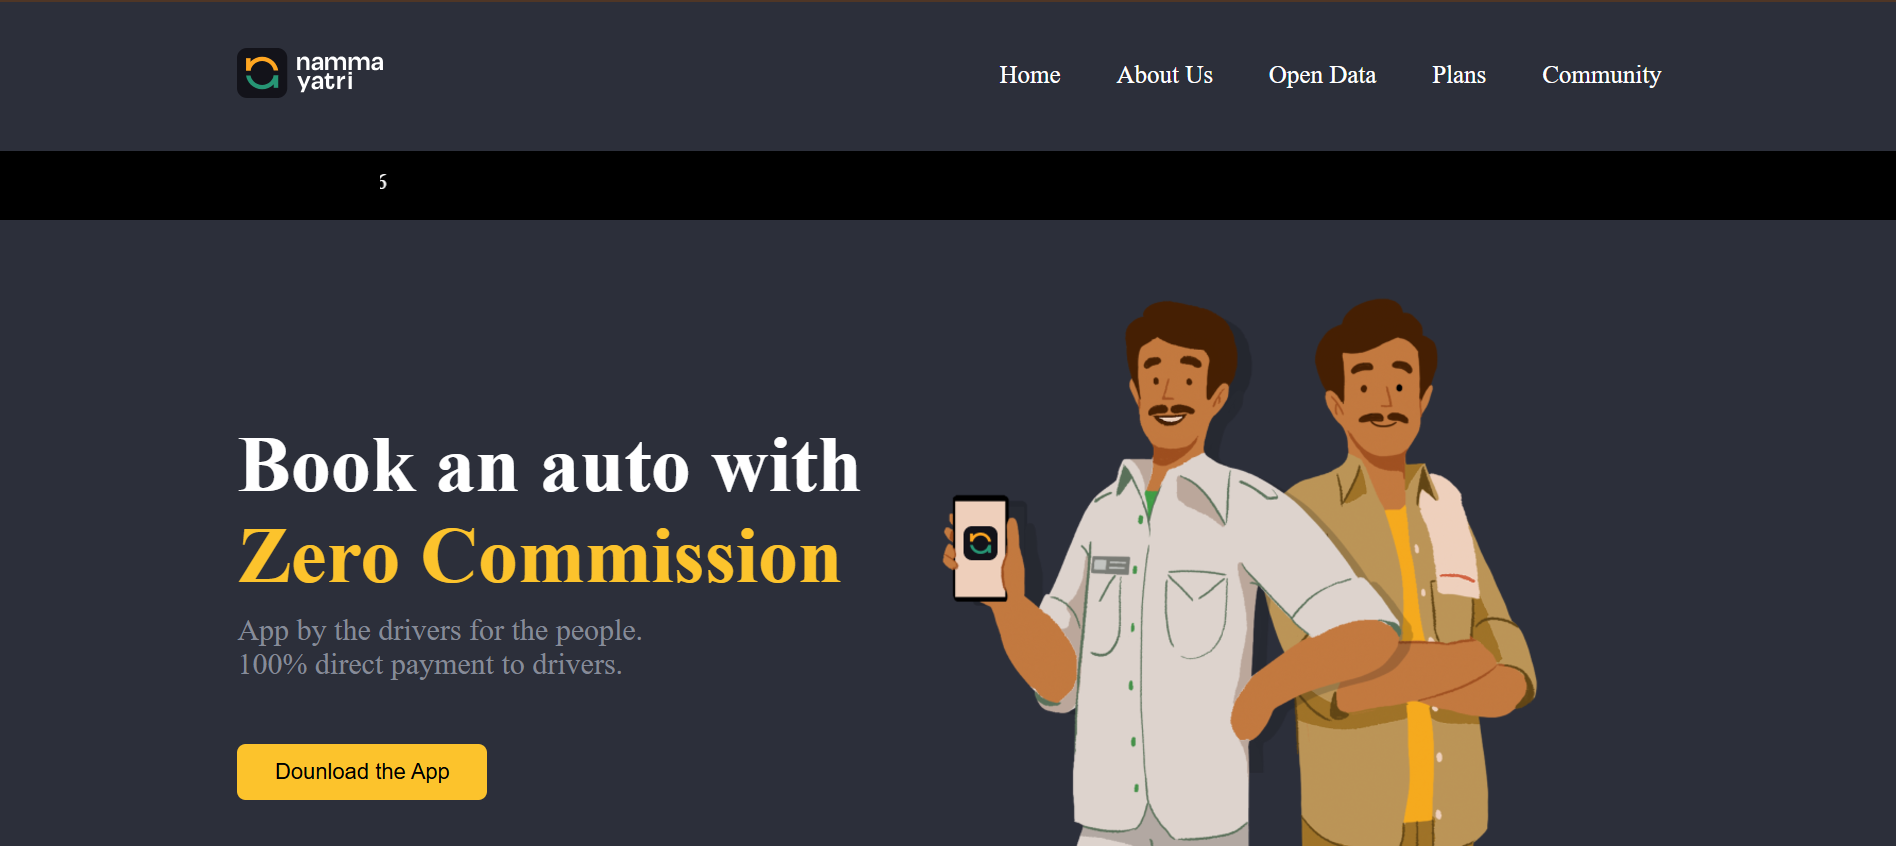 namma
yatri
Home About Us Open Data Plans Community
Book an auto with
Zero Commission
App by the drivers for the people.
100% direct payment to drivers.
Dounload the App